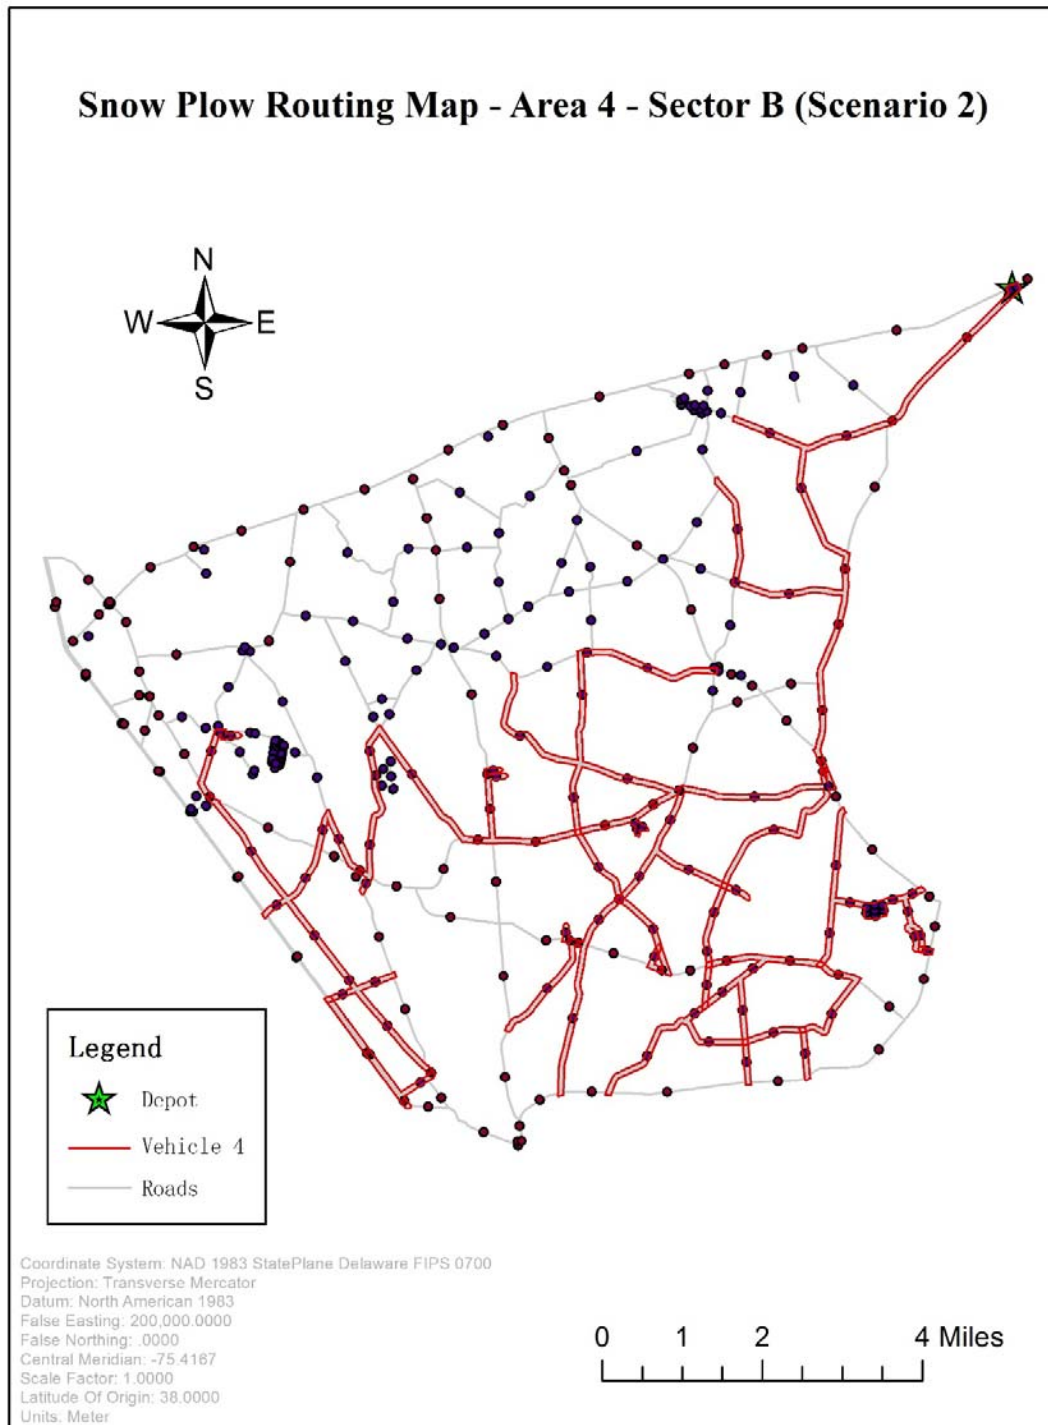 Snow Plow Routing Map - Area 4 - Sector B (Scenario 2)
N
W E
S
Legend
Depot
Vehicle 4
Roads
Coordinate System: NAD 1983 StatePlane Delaware FIPS 0700
Projection: Transverse Mercator
Datum: North American 1983
False Easting: 200,000.0000
False Northing: .0000
Central Meridian: -75.4167
Scale Factor: 1.0000
Latitude Of Origin: 38.0000
Units: Meter
0 1 2 4 Miles